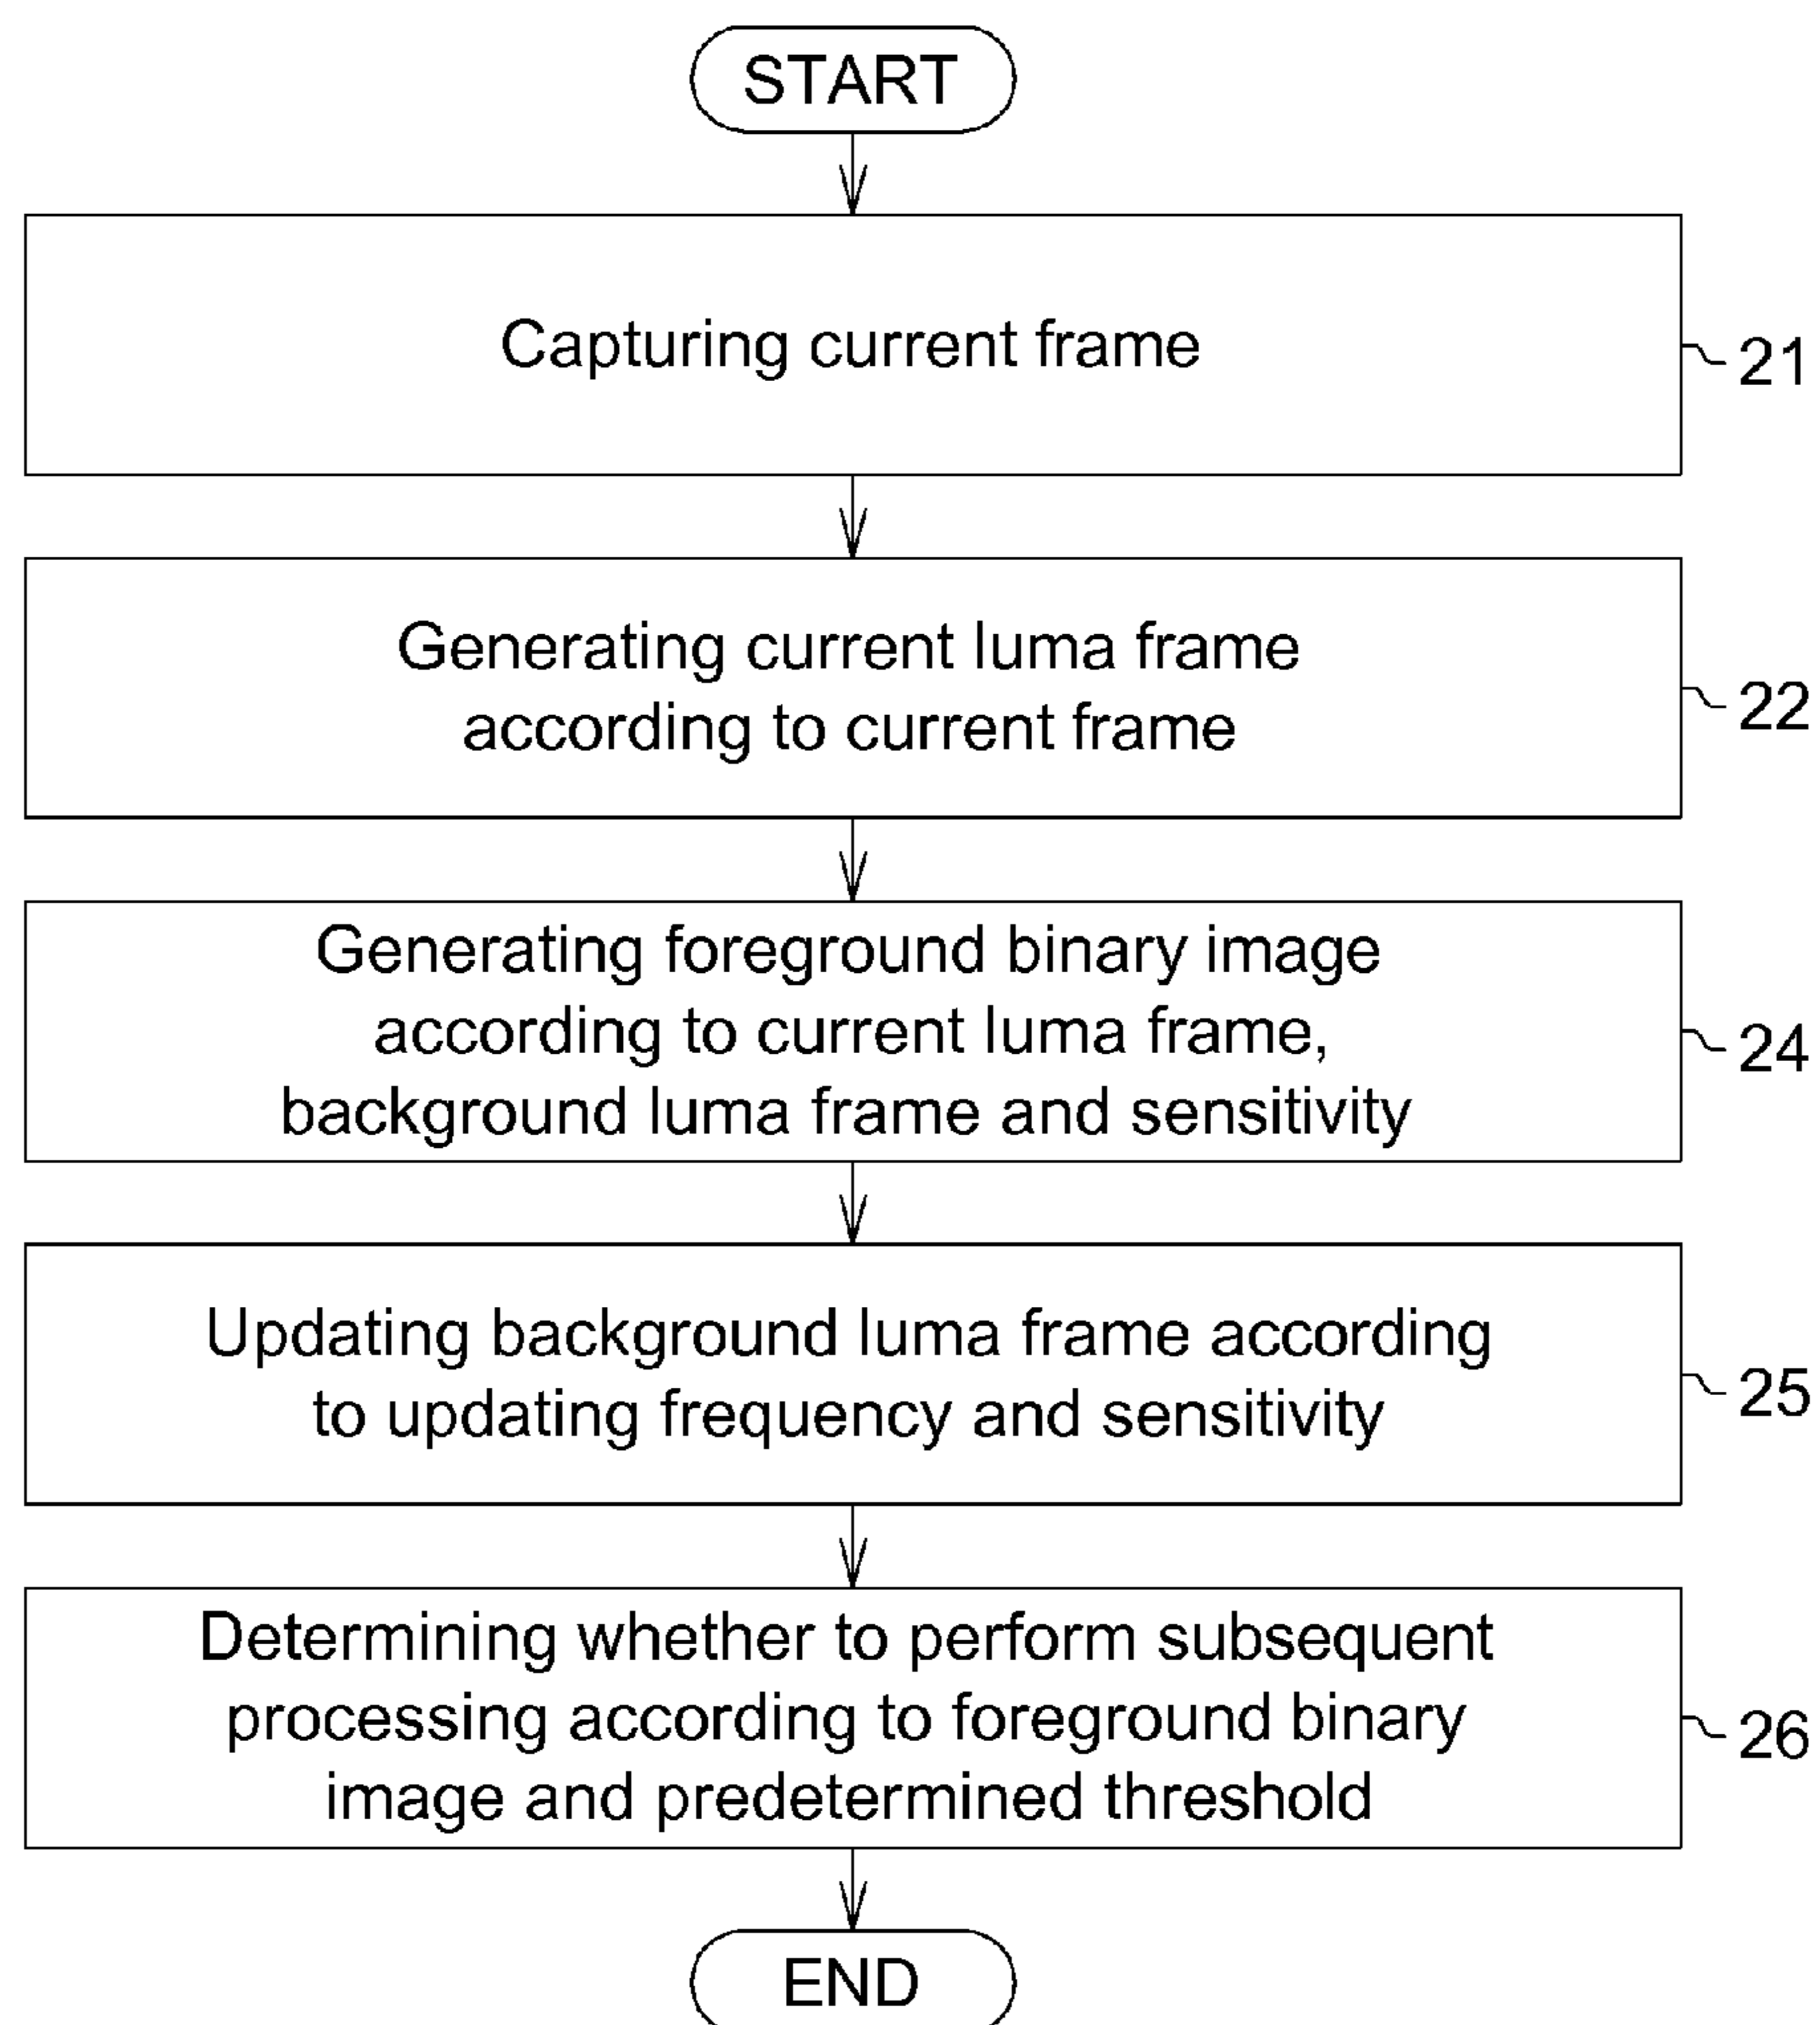 START
Capturing current frame
21
Generating current luma frame
according to current frame
22
Generating foreground binary image
according to current luma frame,
background luma frame and sensitivity
24
Updating background luma frame according
to updating frequency and sensitivity
25
Determining whether to perform subsequent
processing according to foreground binary
image and predetermined threshold
26
END